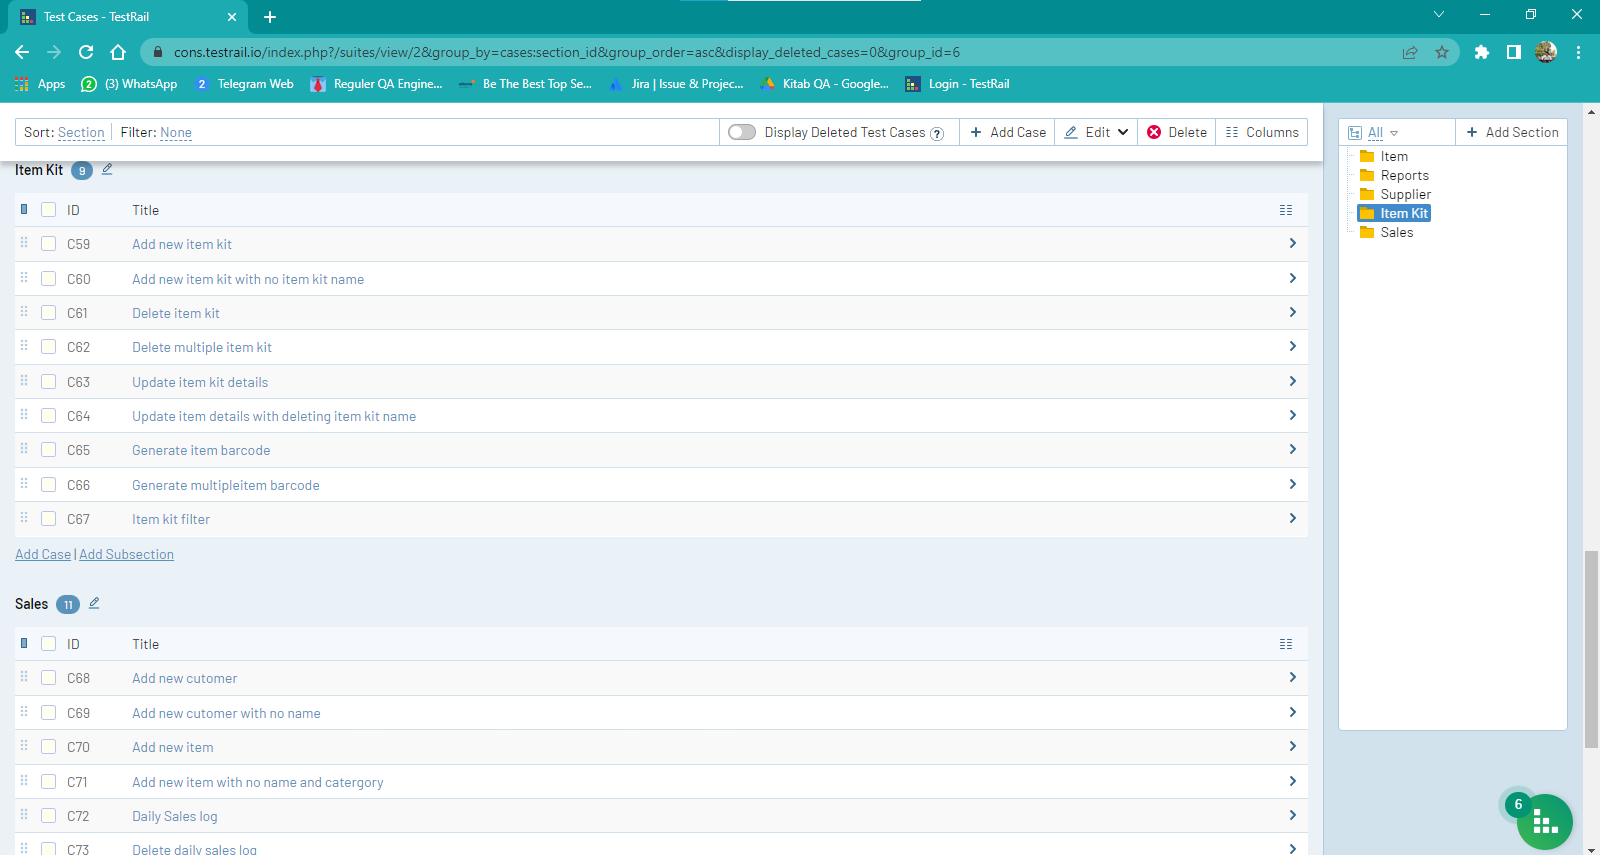 Test Cases - TestRail
cons.testrail.io/index.php?/suites/view/2&group_by=cases:section_id&group_order=asc&display_deleted_cases=0&group_id=6
Apps
2 (3) WhatsApp
2 Telegram Web
Reguler QA Engine...
Be The Best Top Se...
Jira | Issue & Projec...
Kitab QA - Google...
Login - TestRail
Sort: Section | Filter: None
Display Deleted Test Cases ?
+ Add Case
Edit
Delete
Columns
All
+ Add Section
Item
Reports
Supplier
Item Kit
Sales
Item Kit 9
ID Title
C59 Add new item kit
C60 Add new item kit with no item kit name
C61 Delete item kit
C62 Delete multiple item kit
C63 Update item kit details
C64 Update item details with deleting item kit name
C65 Generate item barcode
C66 Generate multipleitem barcode
C67 Item kit filter
Add Case | Add Subsection
Sales 11
ID Title
C68 Add new cutomer
C69 Add new cutomer with no name
C70 Add new item
C71 Add new item with no name and catergory
C72 Daily Sales log
C73 Delete daily sales log
6